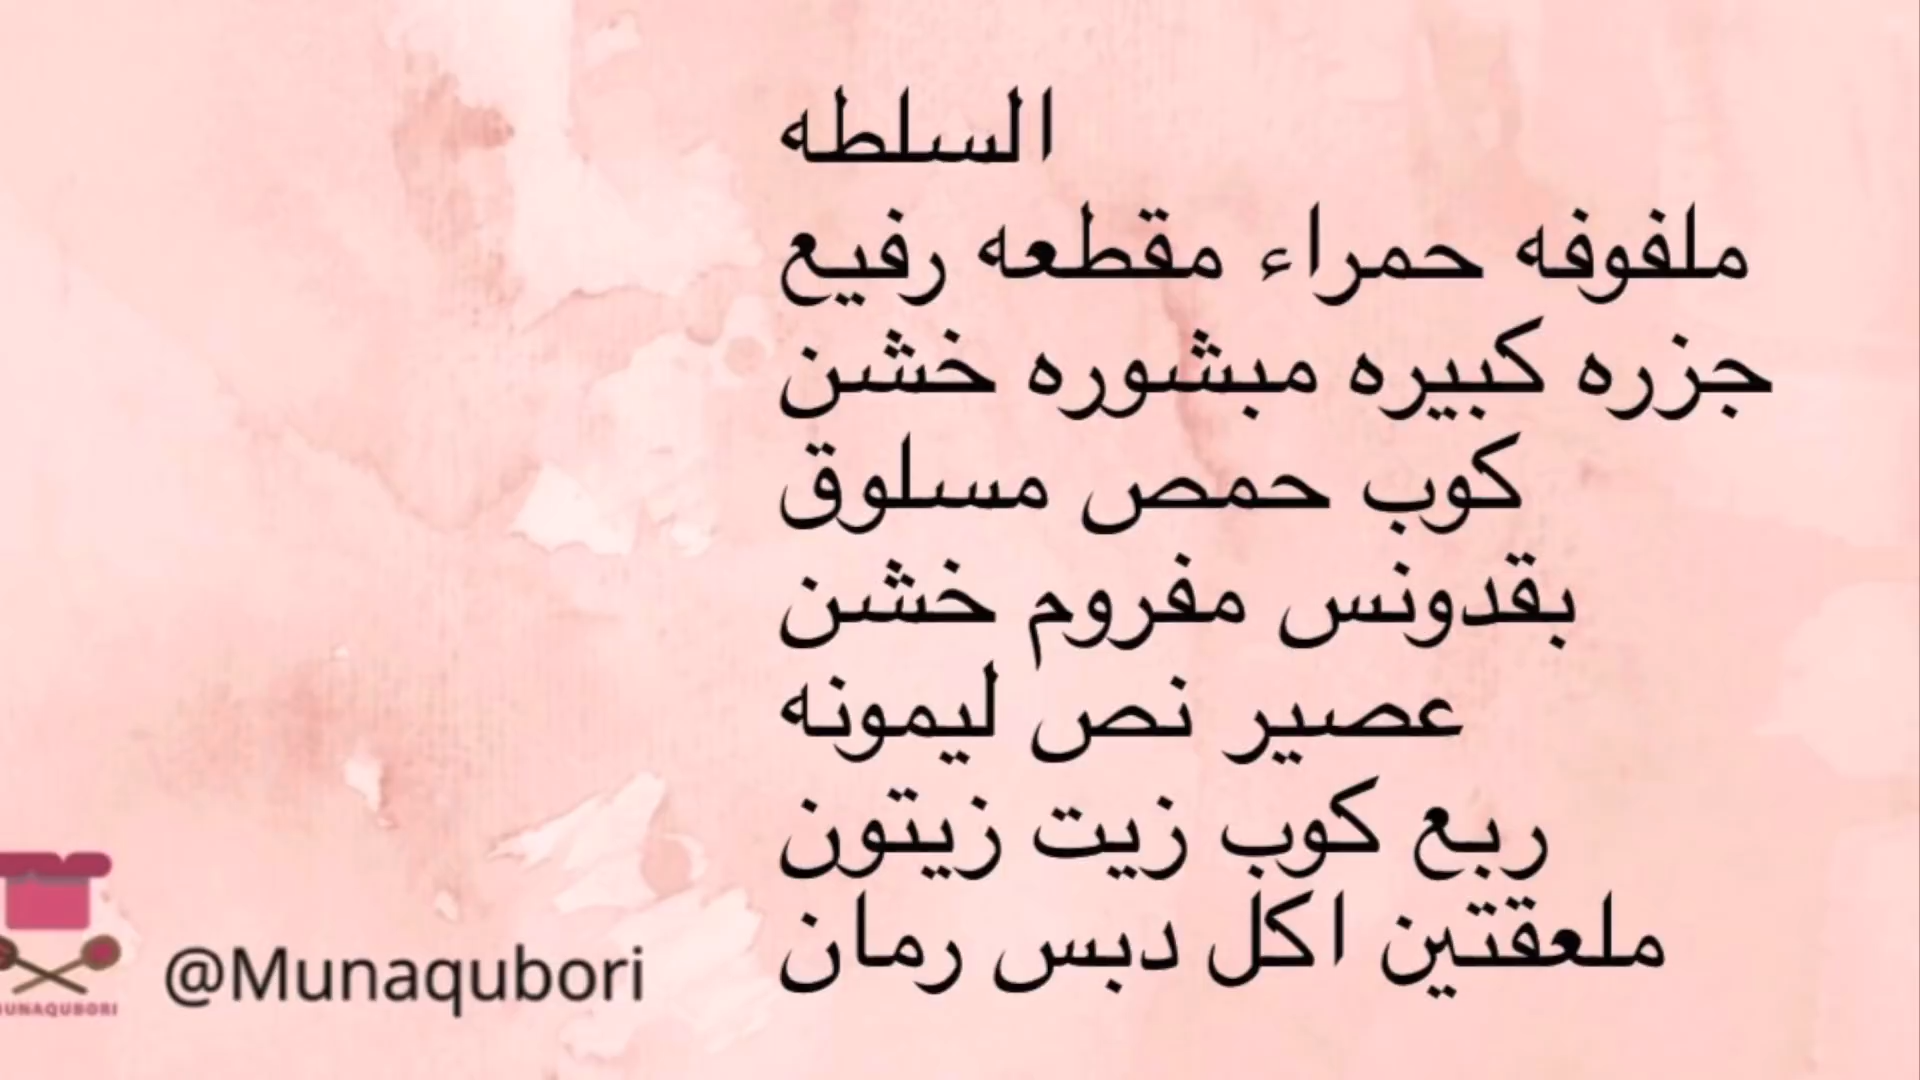 السلطه
ملفوفه حمراء مقطعه رفيع
جزره كبيره مبشوره خشن
كوب حمص مسلوق
بقدونس مفروم خشن
عصير نص ليمونه
ربع كوب زيت زيتون
ملعقتين اكل دبس رمان
@Munaqubori
MUNAQUBORI